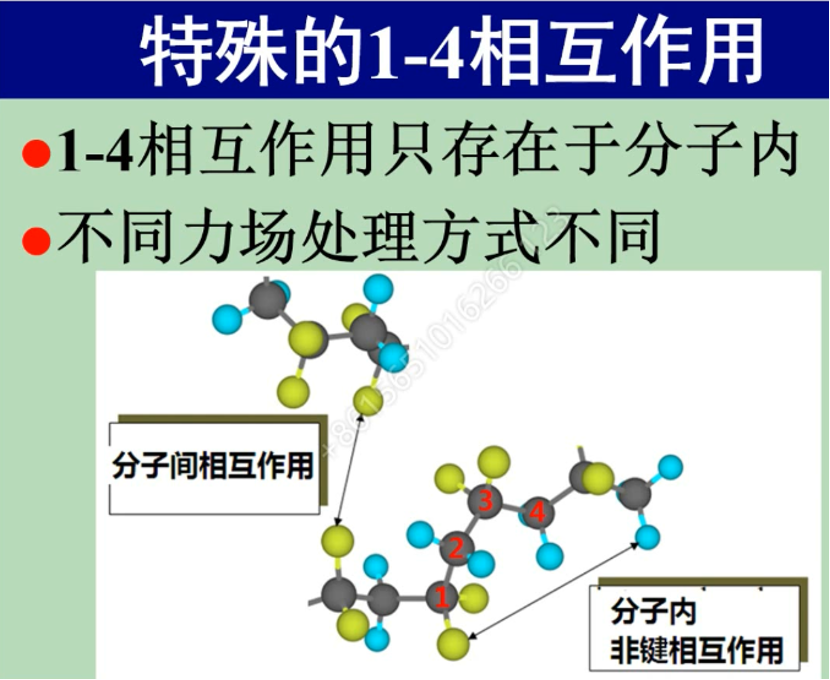 特殊的1-4相互作用
1-4相互作用只存在于分子内
不同力场处理方式不同
分子间相互作用
3
4
2
1
分子内
非键相互作用